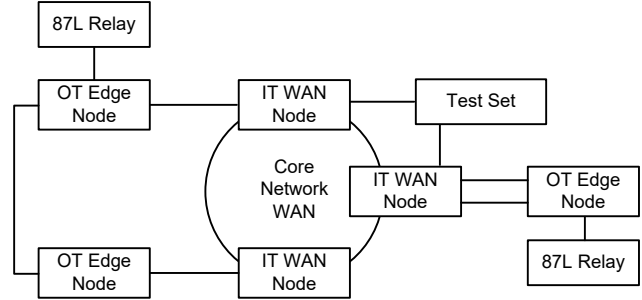 87L Relay
OT Edge
Node
IT WAN
Node
Test Set
Core
Network
WAN
IT WAN
Node
OT Edge
Node
OT Edge
Node
IT WAN
Node
87L Relay